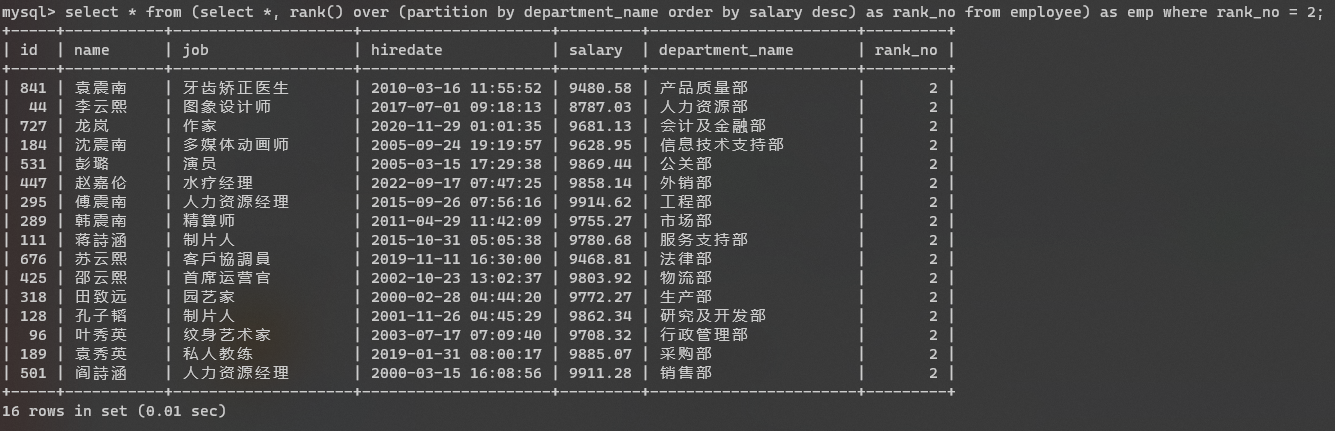 mysql> select * from (select *, rank() over (partition by department_name order by salary desc) as rank_no from employee) as emp where rank_no = 2;
+-----+-----------+-------------------+---------------------+---------+----------------------+---------+
| id | name | job | hiredate | salary | department_name | rank_no |
+-----+-----------+-------------------+---------------------+---------+----------------------+---------+
| 841 | 袁震南 | 牙齿矫正医生 | 2010-03-16 11:55:52 | 9480.58 | 产品质量部 | 2 |
| 44 | 李云熙 | 图象设计师 | 2017-07-01 09:18:13 | 8787.03 | 人力资源部 | 2 |
| 727 | 龙岚 | 作家 | 2020-11-29 01:01:35 | 9681.13 | 会计及金融部 | 2 |
| 184 | 沈震南 | 多媒体动画师 | 2005-09-24 19:19:57 | 9628.95 | 信息技术支持部 | 2 |
| 531 | 彭璐 | 演员 | 2005-03-15 17:29:38 | 9869.44 | 公关部 | 2 |
| 447 | 赵嘉伦 | 水疗经理 | 2022-09-17 07:47:25 | 9858.14 | 外销部 | 2 |
| 295 | 傅震南 | 人力资源经理 | 2015-09-26 07:56:16 | 9914.62 | 工程部 | 2 |
| 289 | 韩震南 | 精算师 | 2011-04-29 11:42:09 | 9755.27 | 市场部 | 2 |
| 111 | 蒋詩涵 | 制片人 | 2015-10-31 05:05:38 | 9780.68 | 服务支持部 | 2 |
| 676 | 苏云熙 | 客戶協調員 | 2019-11-11 16:30:00 | 9468.81 | 法律部 | 2 |
| 425 | 邵云熙 | 首席运营官 | 2002-10-23 13:02:37 | 9803.92 | 物流部 | 2 |
| 318 | 田致远 | 园艺家 | 2000-02-28 04:44:20 | 9772.27 | 生产部 | 2 |
| 128 | 孔子韬 | 制片人 | 2001-11-26 04:45:29 | 9862.34 | 研究及开发部 | 2 |
| 96 | 叶秀英 | 纹身艺术家 | 2003-07-17 07:09:40 | 9708.32 | 行政管理部 | 2 |
| 189 | 袁秀英 | 私人教练 | 2019-01-31 08:00:17 | 9885.07 | 采购部 | 2 |
| 501 | 阎詩涵 | 人力资源经理 | 2000-03-15 16:08:56 | 9911.28 | 销售部 | 2 |
+-----+-----------+-------------------+---------------------+---------+----------------------+---------+
16 rows in set (0.01 sec)